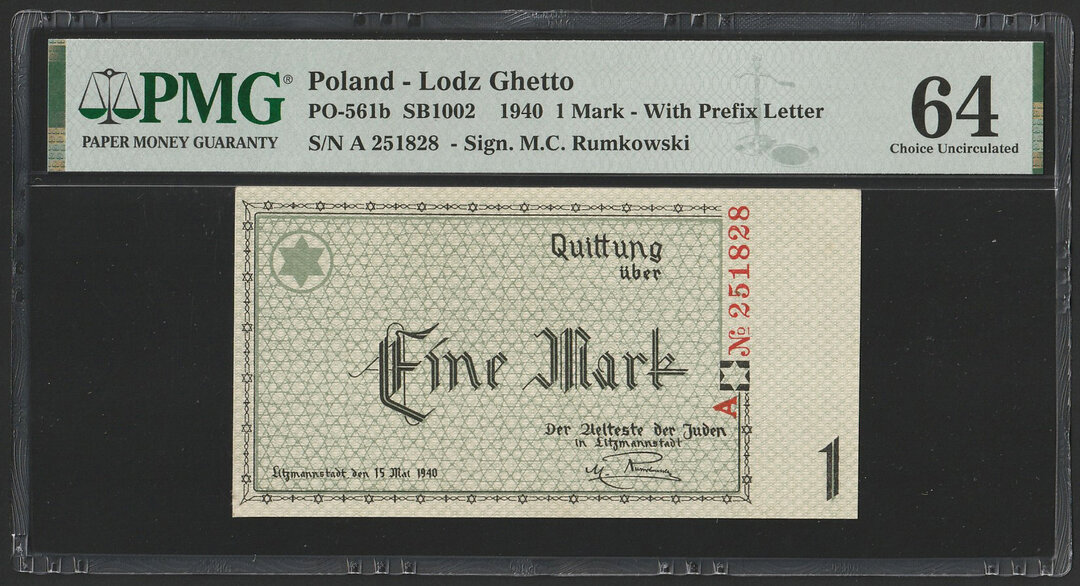 PMG®
PAPER MONEY GUARANTY
Poland - Lodz Ghetto
PO-561b SB1002 1940 1 Mark - With Prefix Letter
S/N A 251828 - Sign. M.C. Rumkowski
64
Choice Uncirculated
Quittung
über
Eine Mark
Der Aelteste der Juden
in Litzmannstadt
M. Rumkowski
Litzmannstadt den 15 Mai 1940
A № 251828
1